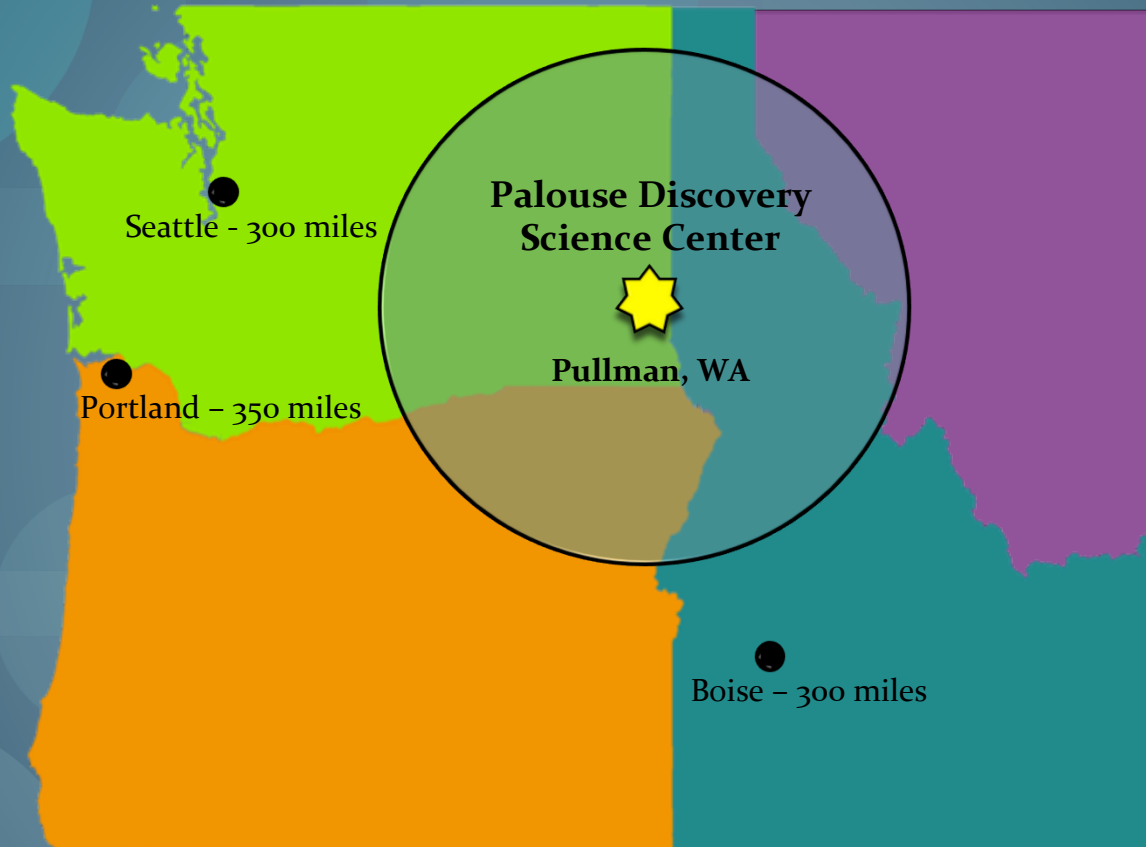 Palouse Discovery
Science Center
Seattle - 300 miles
Pullman, WA
Portland – 350 miles
Boise – 300 miles